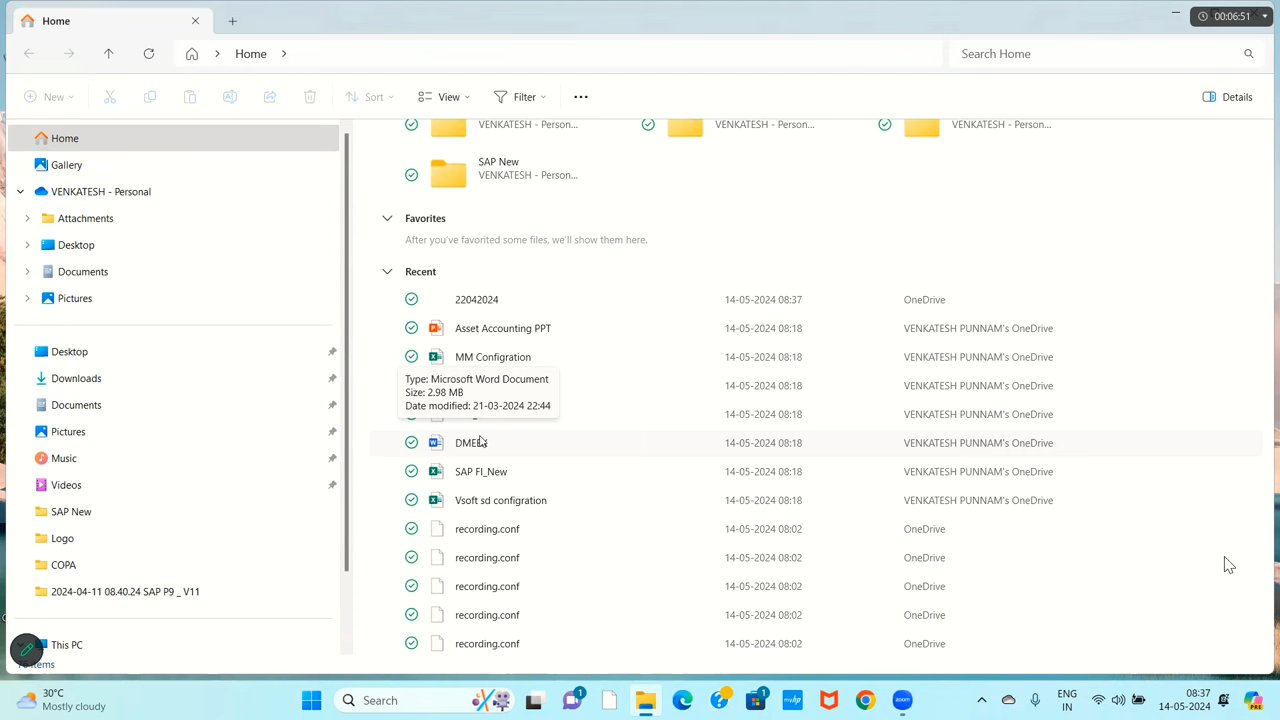 Home
00:06:51
Home
Search Home
New
Sort
View
Filter
Details
Home
Gallery
VENKATESH - Personal
Attachments
Desktop
Documents
Pictures
Desktop
Downloads
Documents
Pictures
Music
Videos
SAP New
Logo
COPA
2024-04-11 08.40.24 SAP P9 _ V11
This PC
items
VENKATESH - Person...
VENKATESH - Person...
VENKATESH - Person...
SAP New
VENKATESH - Person...
Favorites
After you've favorited some files, we'll show them here.
Recent
22042024 14-05-2024 08:37 OneDrive
Asset Accounting PPT 14-05-2024 08:18 VENKATESH PUNNAM's OneDrive
MM Configration 14-05-2024 08:18 VENKATESH PUNNAM's OneDrive
Type: Microsoft Word Document
Size: 2.98 MB
Date modified: 21-03-2024 22:44
14-05-2024 08:18 VENKATESH PUNNAM's OneDrive
14-05-2024 08:18 VENKATESH PUNNAM's OneDrive
14-05-2024 08:18 VENKATESH PUNNAM's OneDrive
SAP FI_New 14-05-2024 08:18 VENKATESH PUNNAM's OneDrive
Vsoft sd configration 14-05-2024 08:18 VENKATESH PUNNAM's OneDrive
recording.conf 14-05-2024 08:02 OneDrive
recording.conf 14-05-2024 08:02 OneDrive
recording.conf 14-05-2024 08:02 OneDrive
recording.conf 14-05-2024 08:02 OneDrive
recording.conf 14-05-2024 08:02 OneDrive
30°C
Mostly cloudy
Search
1
1
myhp
zoom
ENG
IN
08:37
14-05-2024
PRE